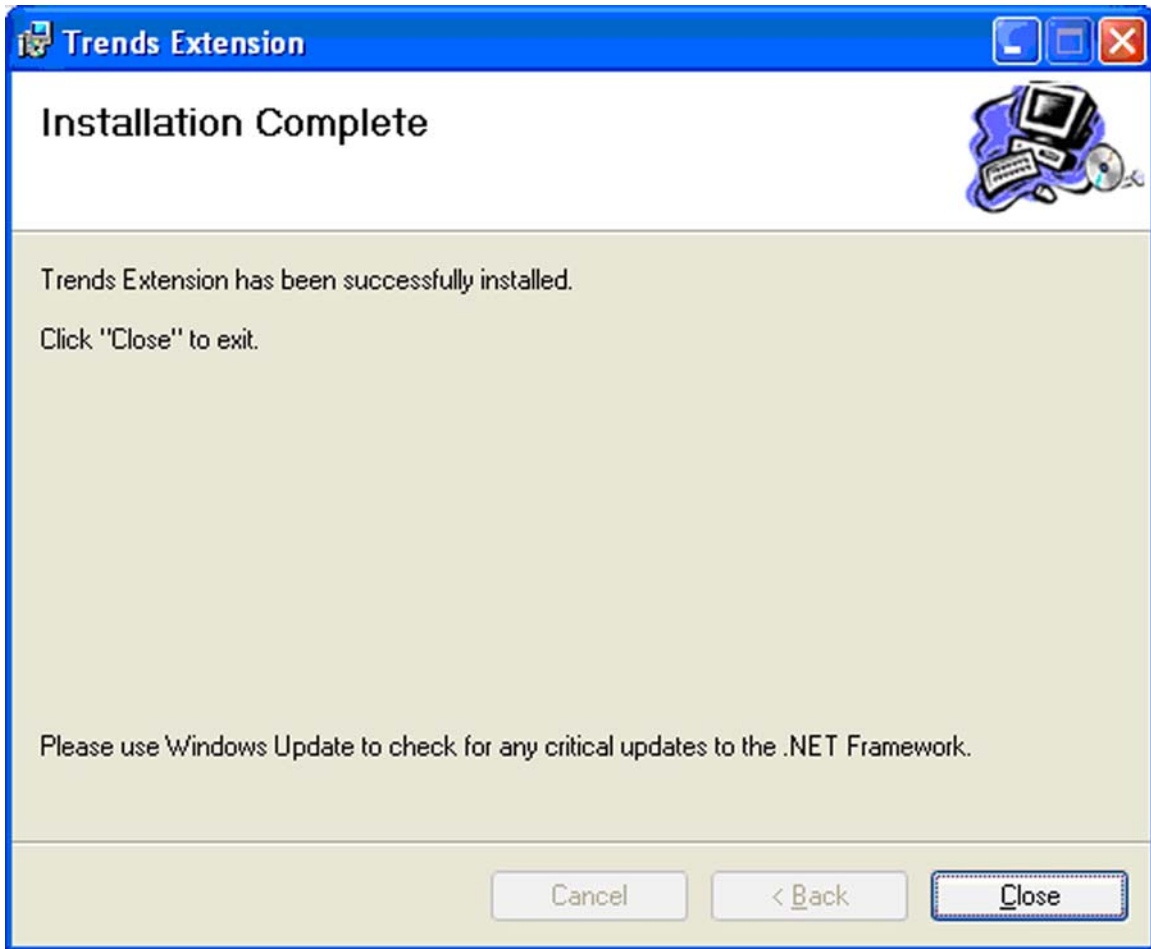 Trends Extension
Installation Complete
Trends Extension has been successfully installed.
Click "Close" to exit.
Please use Windows Update to check for any critical updates to the .NET Framework.
Cancel
< Back
Close